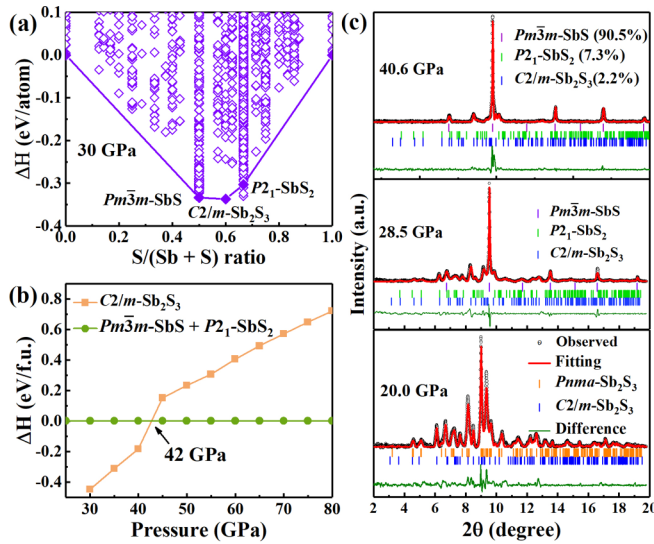 (a)
0.1
0.0
-0.1
-0.2
-0.3
-0.4
ΔH (eV/atom)
30 GPa
Pm3̄m-SbS
C2/m-Sb₂S₃
P2₁-SbS₂
0.0 0.2 0.4 0.6 0.8 1.0
S/(Sb + S) ratio
(b)
C2/m-Sb₂S₃
Pm3̄m-SbS + P2₁-SbS₂
0.8
0.6
0.4
0.2
0.0
-0.2
-0.4
ΔH (eV/f.u.)
42 GPa
30 40 50 60 70 80
Pressure (GPa)
(c)
40.6 GPa
Pm3̄m-SbS (90.5%)
P2₁-SbS₂ (7.3%)
C2/m-Sb₂S₃(2.2%)
28.5 GPa
Pm3̄m-SbS
P2₁-SbS₂
C2/m-Sb₂S₃
Intensity (a.u.)
20.0 GPa
Observed
Fitting
Pnma-Sb₂S₃
C2/m-Sb₂S₃
Difference
2 4 6 8 10 12 14 16 18 20
2θ (degree)